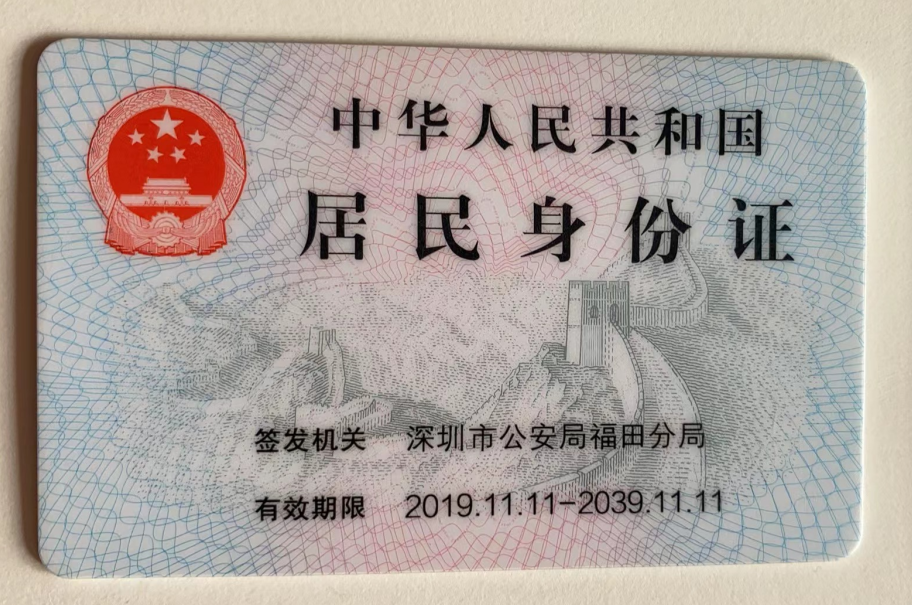 中华人民共和国
居民身份证
签发机关 深圳市公安局福田分局
有效期限 2019.11.11-2039.11.11